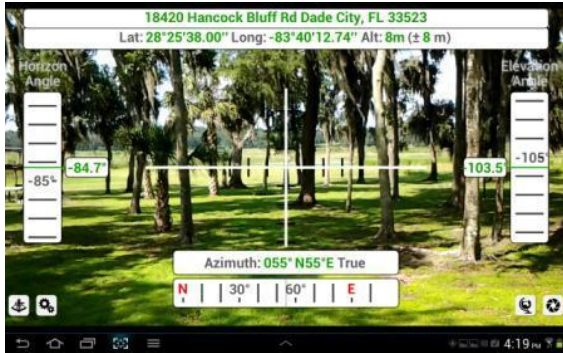 18420 Hancock Bluff Rd Dade City, FL 33523
Lat: 28°25'38.00" Long: -83°40'12.74" Alt: 8m (± 8 m)
Horizon
Angle
Elevation
Angle
-84.7°
-85°
-103.5
-105°
Azimuth: 055° N55°E True
N 30° 60° E
4:19 PM